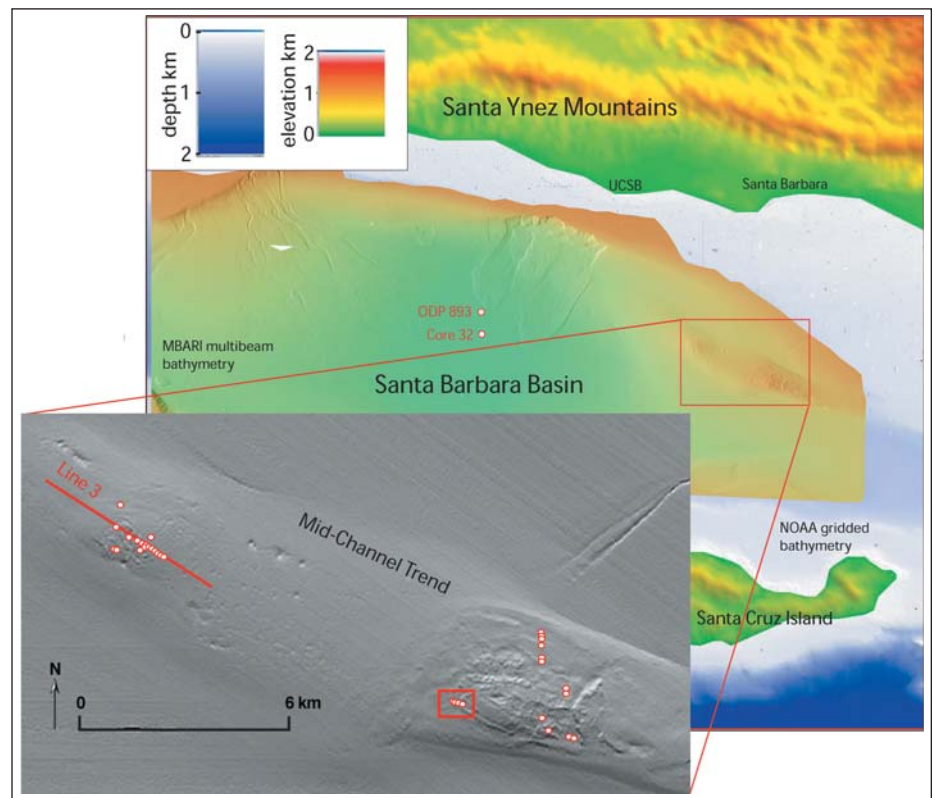 0
1
2
depth km
2
1
0
elevation km
Santa Ynez Mountains
UCSB
Santa Barbara
ODP 893
Core 32
MBARI multibeam
bathymetry
Santa Barbara Basin
Line 3
Mid-Channel Trend
NOAA gridded
bathymetry
Santa Cruz Island
N
0
6 km